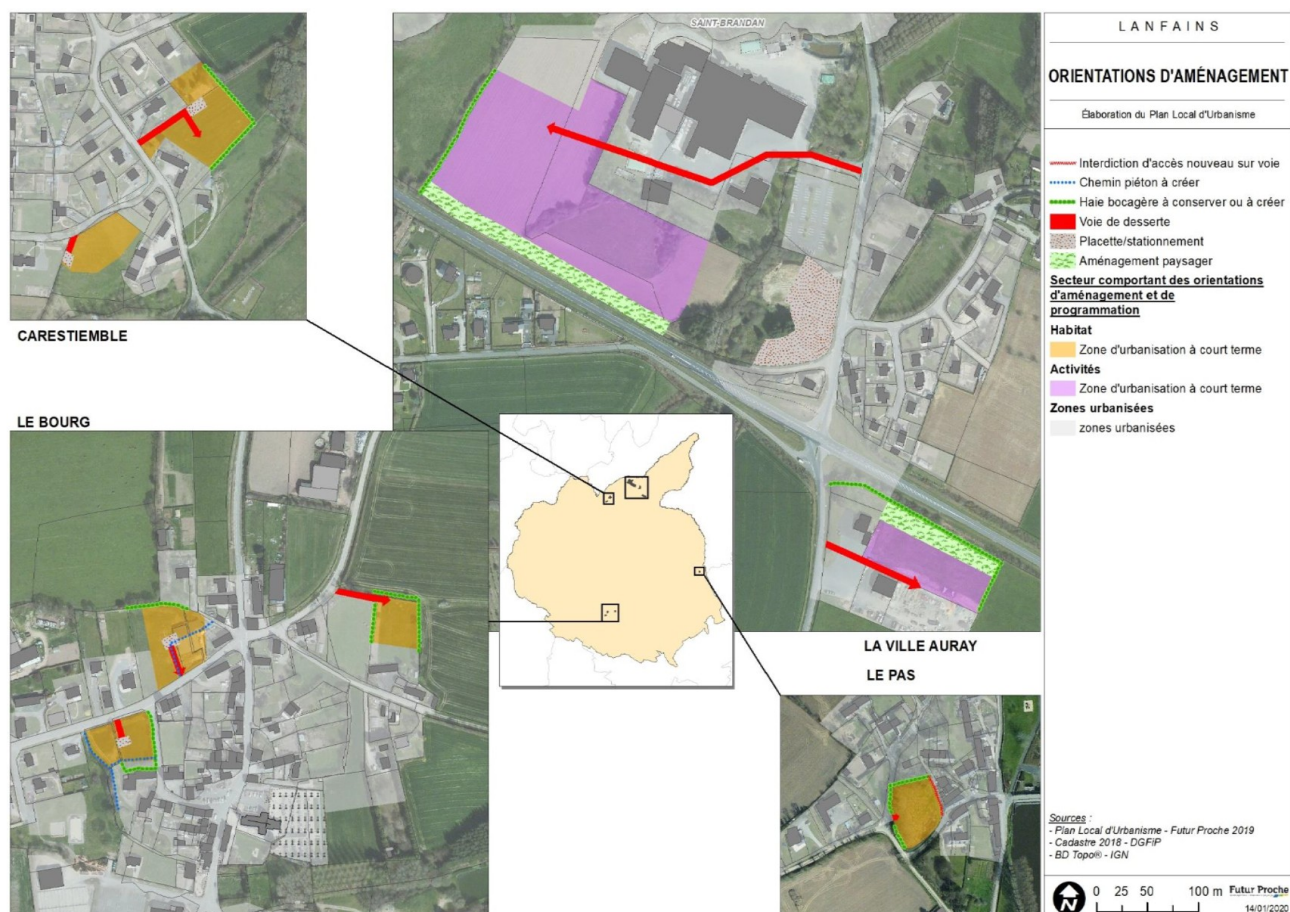 SAINT-BRANDAN
CARESTIEMBLE
LE BOURG
LA VILLE AURAY
LE PAS
LANFAINS
ORIENTATIONS D'AMÉNAGEMENT
Élaboration du Plan Local d'Urbanisme
Interdiction d'accès nouveau sur voie
Chemin piéton à créer
Haie bocagère à conserver ou à créer
Voie de desserte
Placette/stationnement
Aménagement paysager
Secteur comportant des orientations
d'aménagement et de
programmation
Habitat
Zone d'urbanisation à court terme
Activités
Zone d'urbanisation à court terme
Zones urbanisées
zones urbanisées
Sources :
- Plan Local d'Urbanisme - Futur Proche 2019
- Cadastre 2018 - DGFIP
- BD Topo® - IGN
N
0 25 50 100 m
Futur Proche
14/01/2020